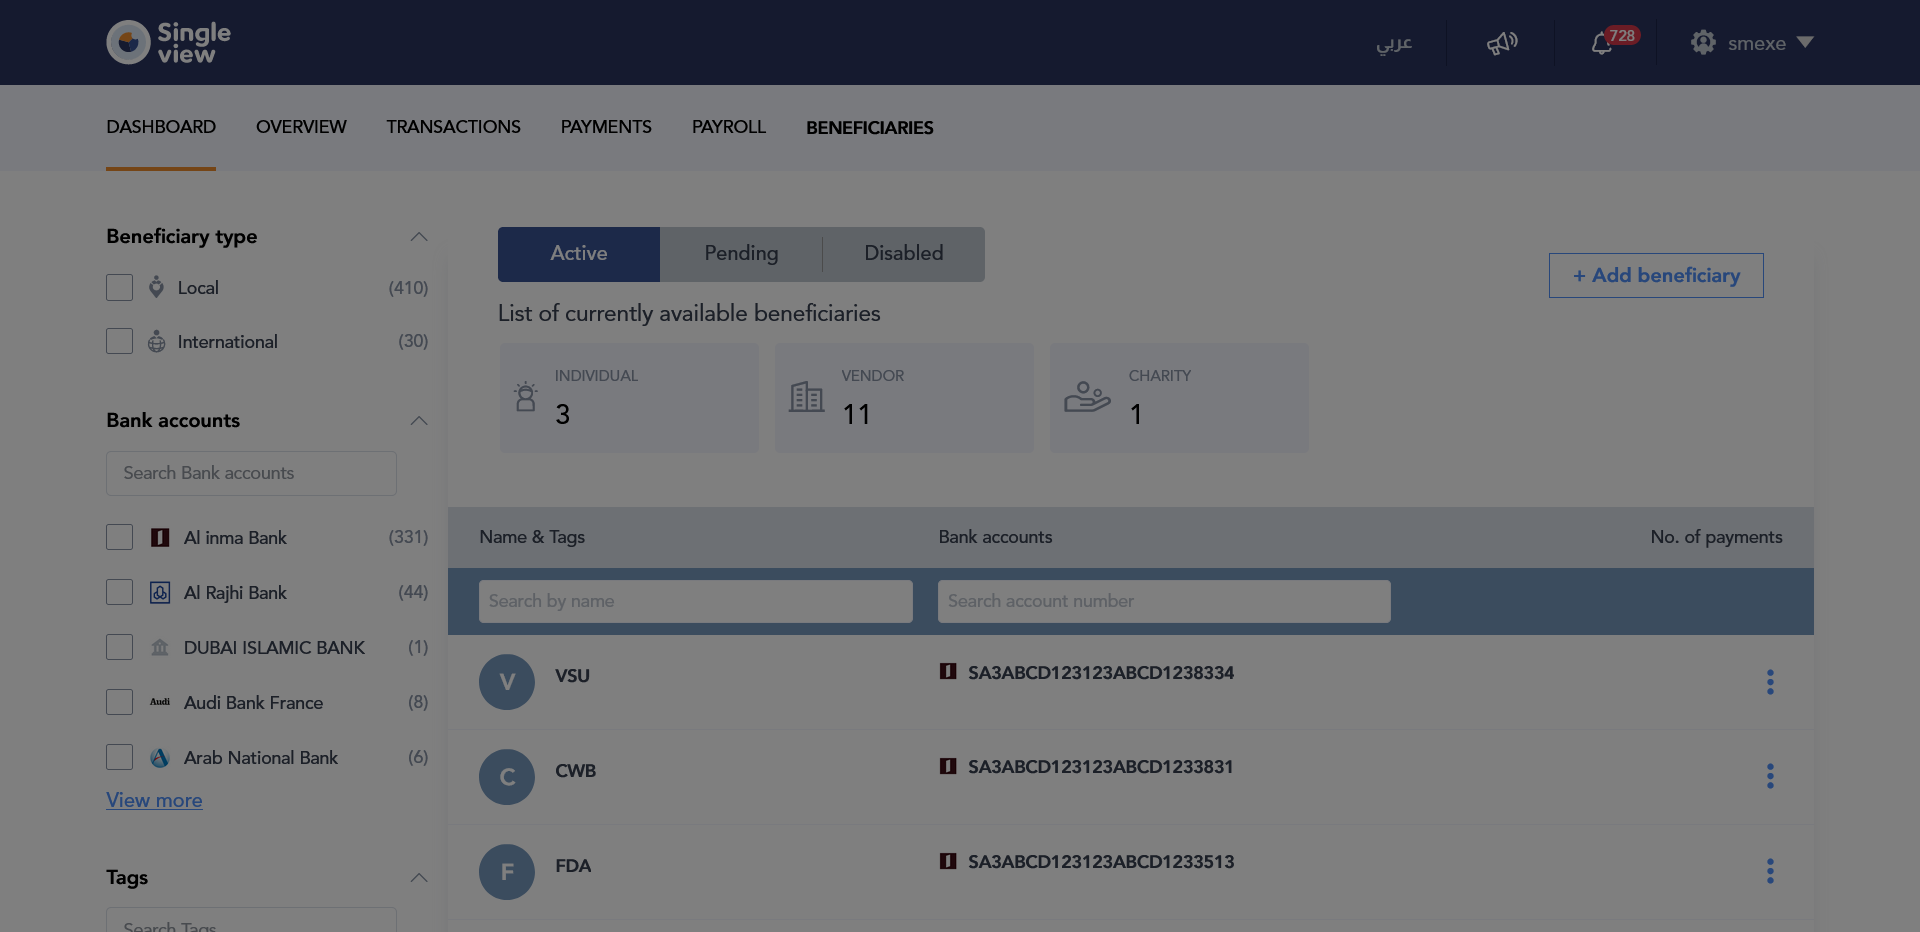 Single
view
عربي
728
smexe
DASHBOARD OVERVIEW TRANSACTIONS PAYMENTS PAYROLL BENEFICIARIES
Beneficiary type
Local (410)
International (30)
Bank accounts
Search Bank accounts
Al inma Bank (331)
Al Rajhi Bank (44)
DUBAI ISLAMIC BANK (1)
Audi Audi Bank France (8)
Arab National Bank (6)
View more
Tags
Search Tags
Active Pending Disabled
+ Add beneficiary
List of currently available beneficiaries
INDIVIDUAL
3
VENDOR
11
CHARITY
1
Name & Tags Bank accounts No. of payments
Search by name Search account number
V VSU SA3ABCD123123ABCD1238334
C CWB SA3ABCD123123ABCD1233831
F FDA SA3ABCD123123ABCD1233513